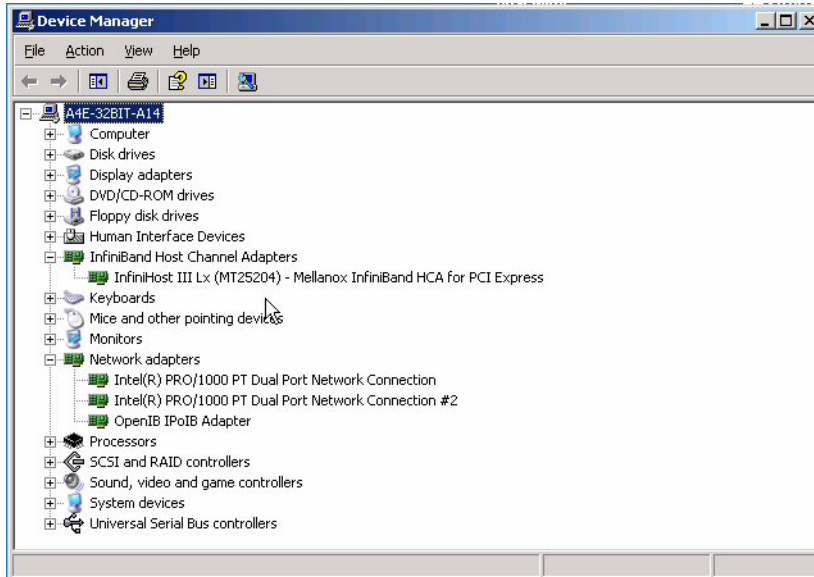 Device Manager
File Action View Help
A4E-32BIT-A14
Computer
Disk drives
Display adapters
DVD/CD-ROM drives
Floppy disk drives
Human Interface Devices
InfiniBand Host Channel Adapters
InfiniHost III Lx (MT25204) - Mellanox InfiniBand HCA for PCI Express
Keyboards
Mice and other pointing devices
Monitors
Network adapters
Intel(R) PRO/1000 PT Dual Port Network Connection
Intel(R) PRO/1000 PT Dual Port Network Connection #2
OpenIB IPoIB Adapter
Processors
SCSI and RAID controllers
Sound, video and game controllers
System devices
Universal Serial Bus controllers